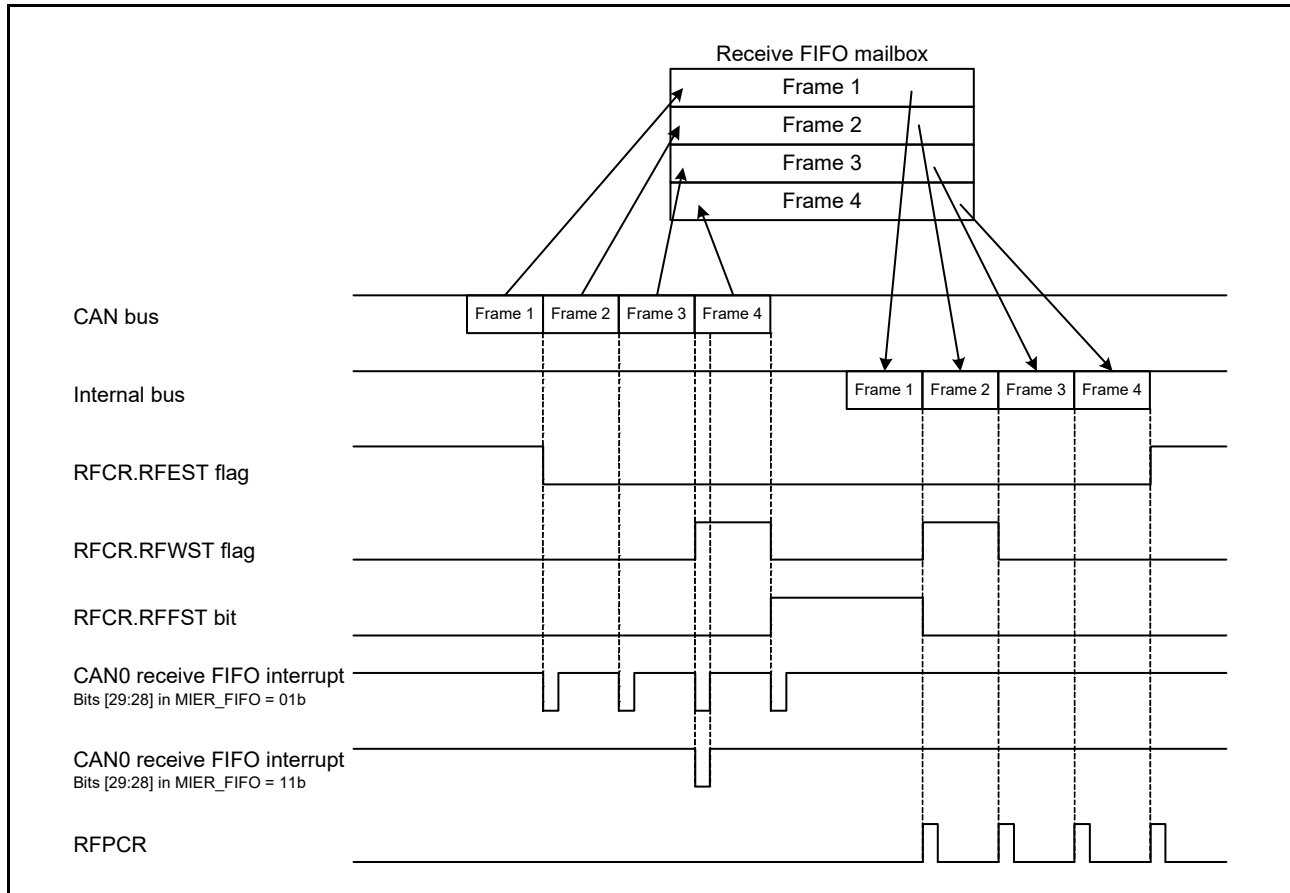 Receive FIFO mailbox
Frame 1
Frame 2
Frame 3
Frame 4
CAN bus
Frame 1 Frame 2 Frame 3 Frame 4
Internal bus
Frame 1 Frame 2 Frame 3 Frame 4
RFCR.RFEST flag
RFCR.RFWST flag
RFCR.RFFST bit
CAN0 receive FIFO interrupt
Bits [29:28] in MIER_FIFO = 01b
CAN0 receive FIFO interrupt
Bits [29:28] in MIER_FIFO = 11b
RFPCR